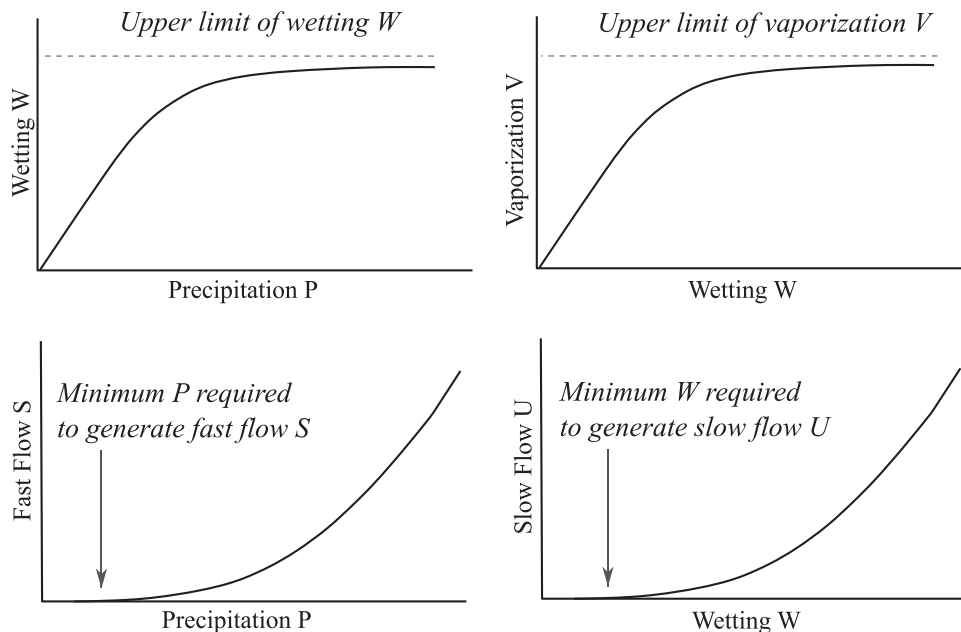 Upper limit of wetting W
Wetting W
Precipitation P
Upper limit of vaporization V
Vaporization V
Wetting W
Minimum P required
to generate fast flow S
Fast Flow S
Precipitation P
Minimum W required
to generate slow flow U
Slow Flow U
Wetting W